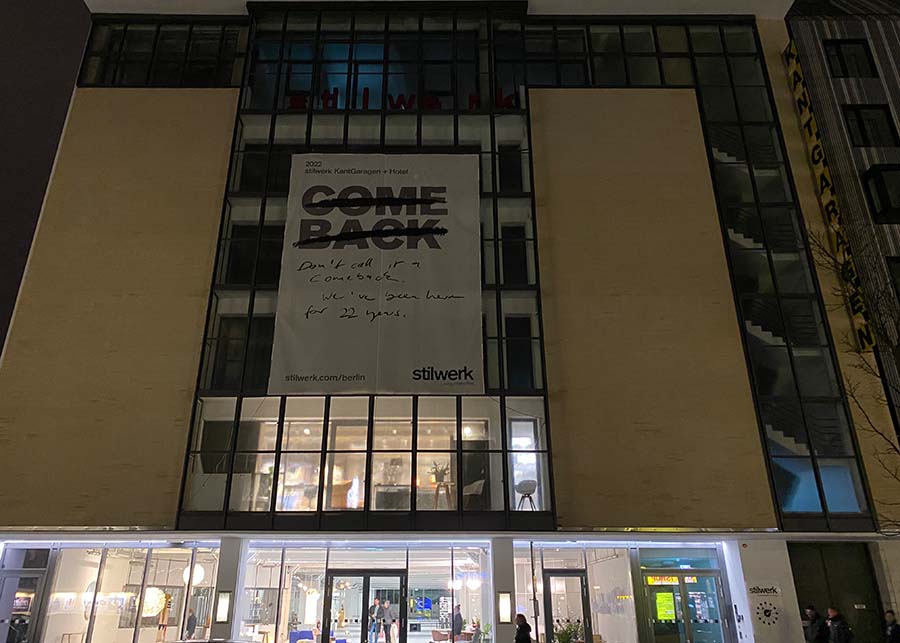 stilwerk
KANTGARAGEN
2022
stilwerk KantGaragen + Hotel
COME
BACK
Don't call it a
comeback.
We've been here
for 22 years.
stilwerk.com/berlin
stilwerk
stilwerk